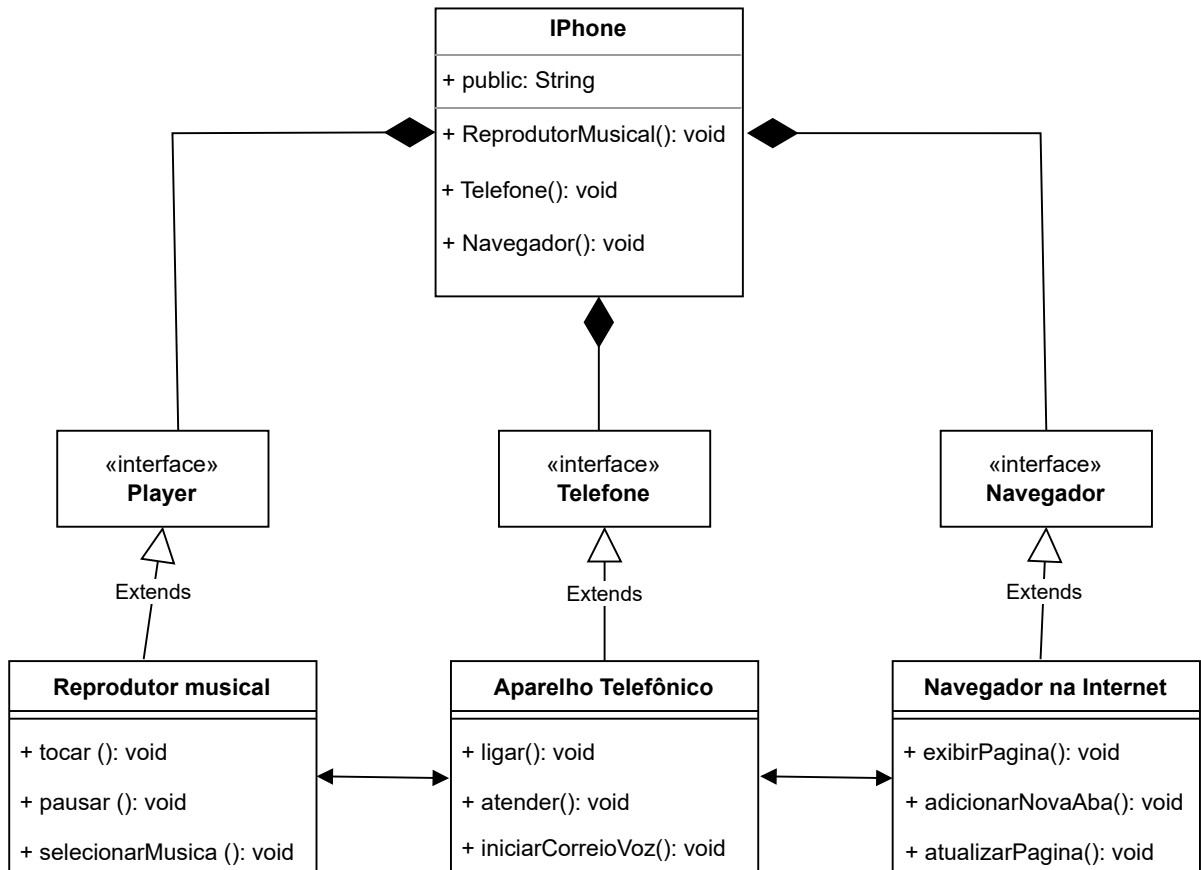 IPhone
+ public: String
+ ReprodutorMusical(): void
+ Telefone(): void
+ Navegador(): void
«interface»
Player
«interface»
Telefone
«interface»
Navegador
Extends
Extends
Extends
Reprodutor musical
+ tocar (): void
+ pausar (): void
+ selecionarMusica (): void
Aparelho Telefônico
+ ligar(): void
+ atender(): void
+ iniciarCorreioVoz(): void
Navegador na Internet
+ exibirPagina(): void
+ adicionarNovaAba(): void
+ atualizarPagina(): void